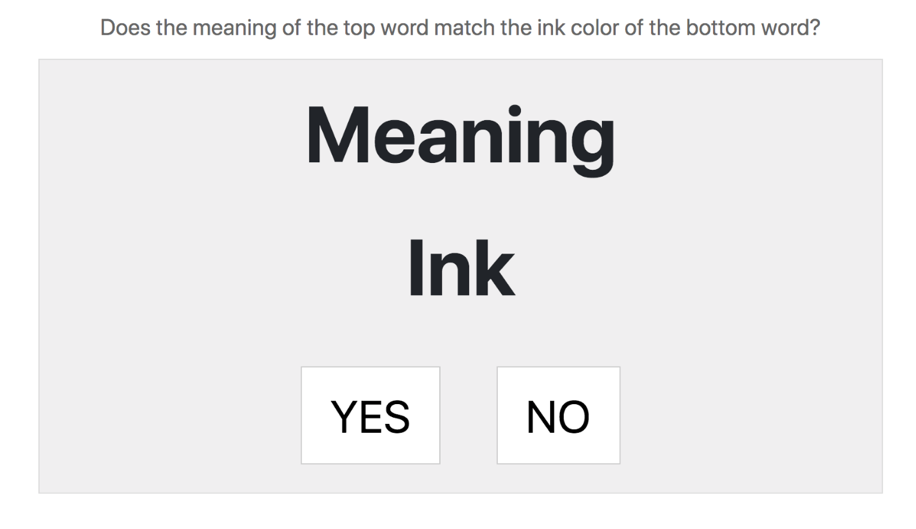 Does the meaning of the top word match the ink color of the bottom word?
Meaning
Ink
YES NO